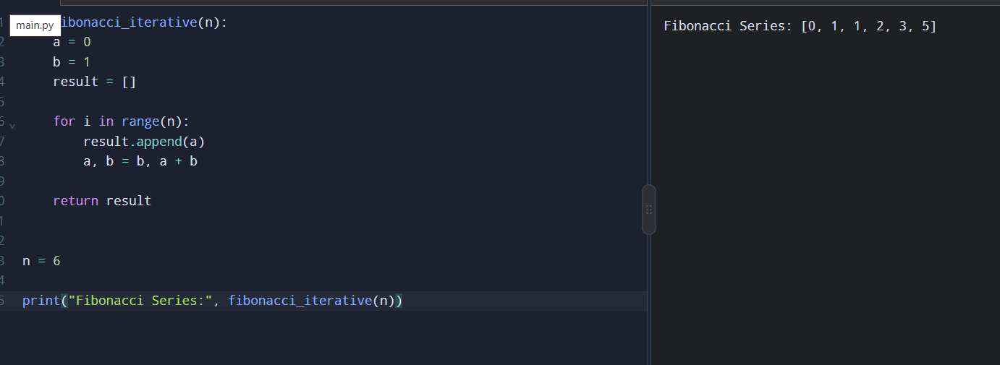 main.py
ibonacci_iterative(n):
a = 0
b = 1
result = []
for i in range(n):
result.append(a)
a, b = b, a + b
return result
n = 6
print("Fibonacci Series:", fibonacci_iterative(n))
Fibonacci Series: [0, 1, 1, 2, 3, 5]